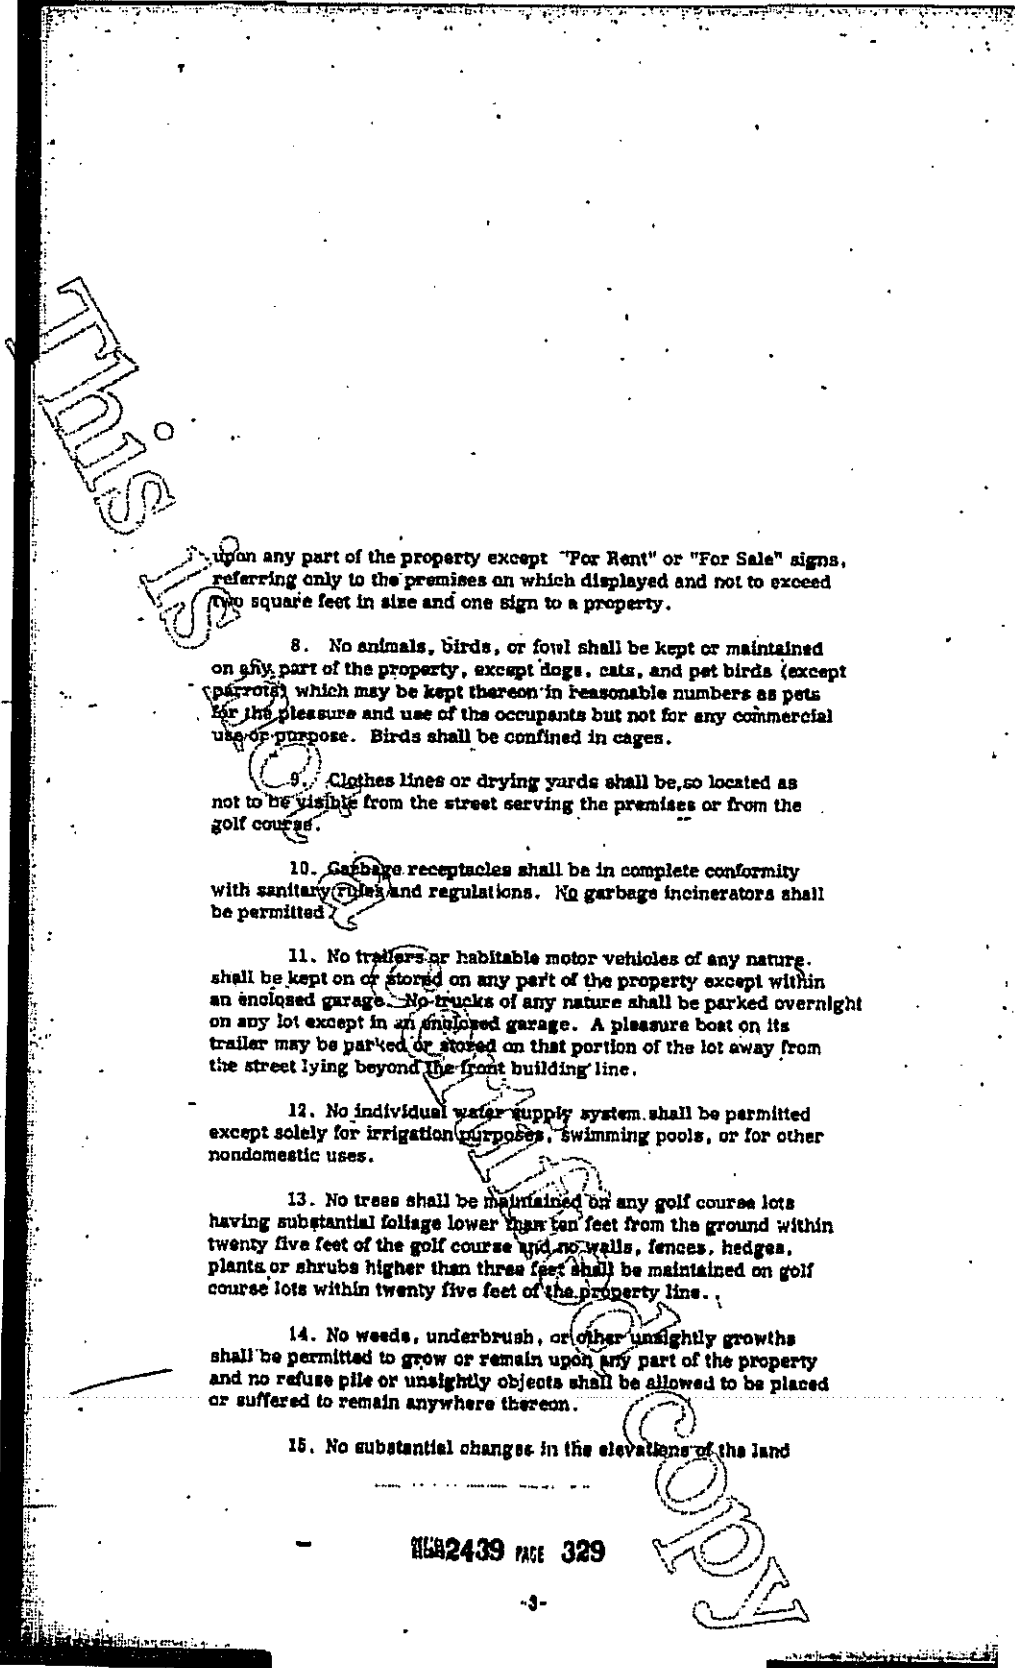 upon any part of the property except "For Rent" or "For Sale" signs,
referring only to the premises on which displayed and not to exceed
two square feet in size and one sign to a property.
8. No animals, birds, or fowl shall be kept or maintained
on any part of the property, except dogs, cats, and pet birds (except
parrots) which may be kept thereon in reasonable numbers as pets
for the pleasure and use of the occupants but not for any commercial
use or purpose. Birds shall be confined in cages.
9. Clothes lines or drying yards shall be so located as
not to be visible from the street serving the premises or from the
golf course.
10. Garbage receptacles shall be in complete conformity
with sanitary rules and regulations. No garbage incinerators shall
be permitted.
11. No trailers or habitable motor vehicles of any nature
shall be kept on or stored on any part of the property except within
an enclosed garage. No trucks of any nature shall be parked overnight
on any lot except in an enclosed garage. A pleasure boat on its
trailer may be parked or stored on that portion of the lot away from
the street lying beyond the front building line.
12. No individual water supply system shall be permitted
except solely for irrigation purposes, swimming pools, or for other
nondomestic uses.
13. No trees shall be maintained on any golf course lots
having substantial foliage lower than ten feet from the ground within
twenty five feet of the golf course and no walls, fences, hedges,
plants or shrubs higher than three feet shall be maintained on golf
course lots within twenty five feet of the property line.
14. No weeds, underbrush, or other unsightly growths
shall be permitted to grow or remain upon any part of the property
and no refuse pile or unsightly objects shall be allowed to be placed
or suffered to remain anywhere thereon.
15. No substantial changes in the elevations of the land
2439 PAGE 329
-3-
This is not a certified copy